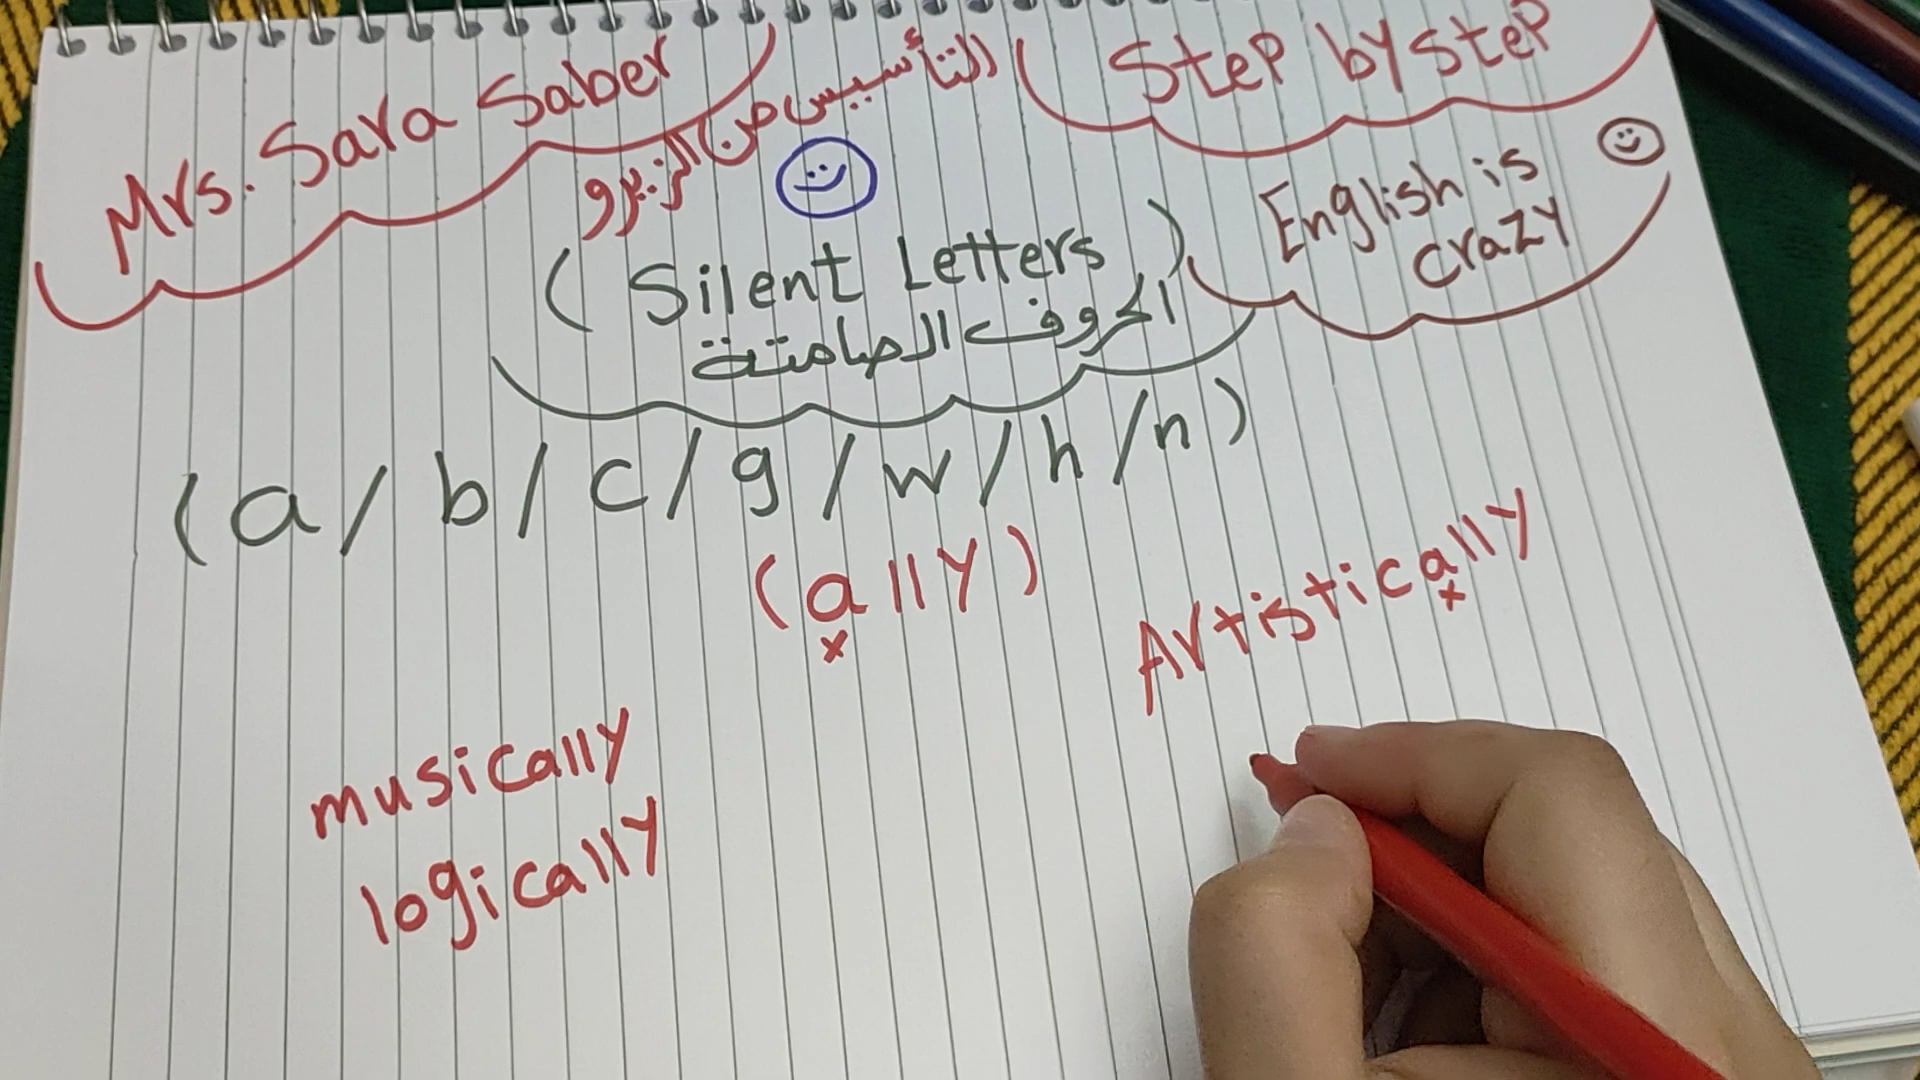 Mrs. Sara Saber
التأسيس من الزيرو
Step by step
English is
crazy
( Silent Letters )
الحروف الصامتة
(a / b / c / g / w / h / n)
(ally)
x
Artistically
x
musically
logically